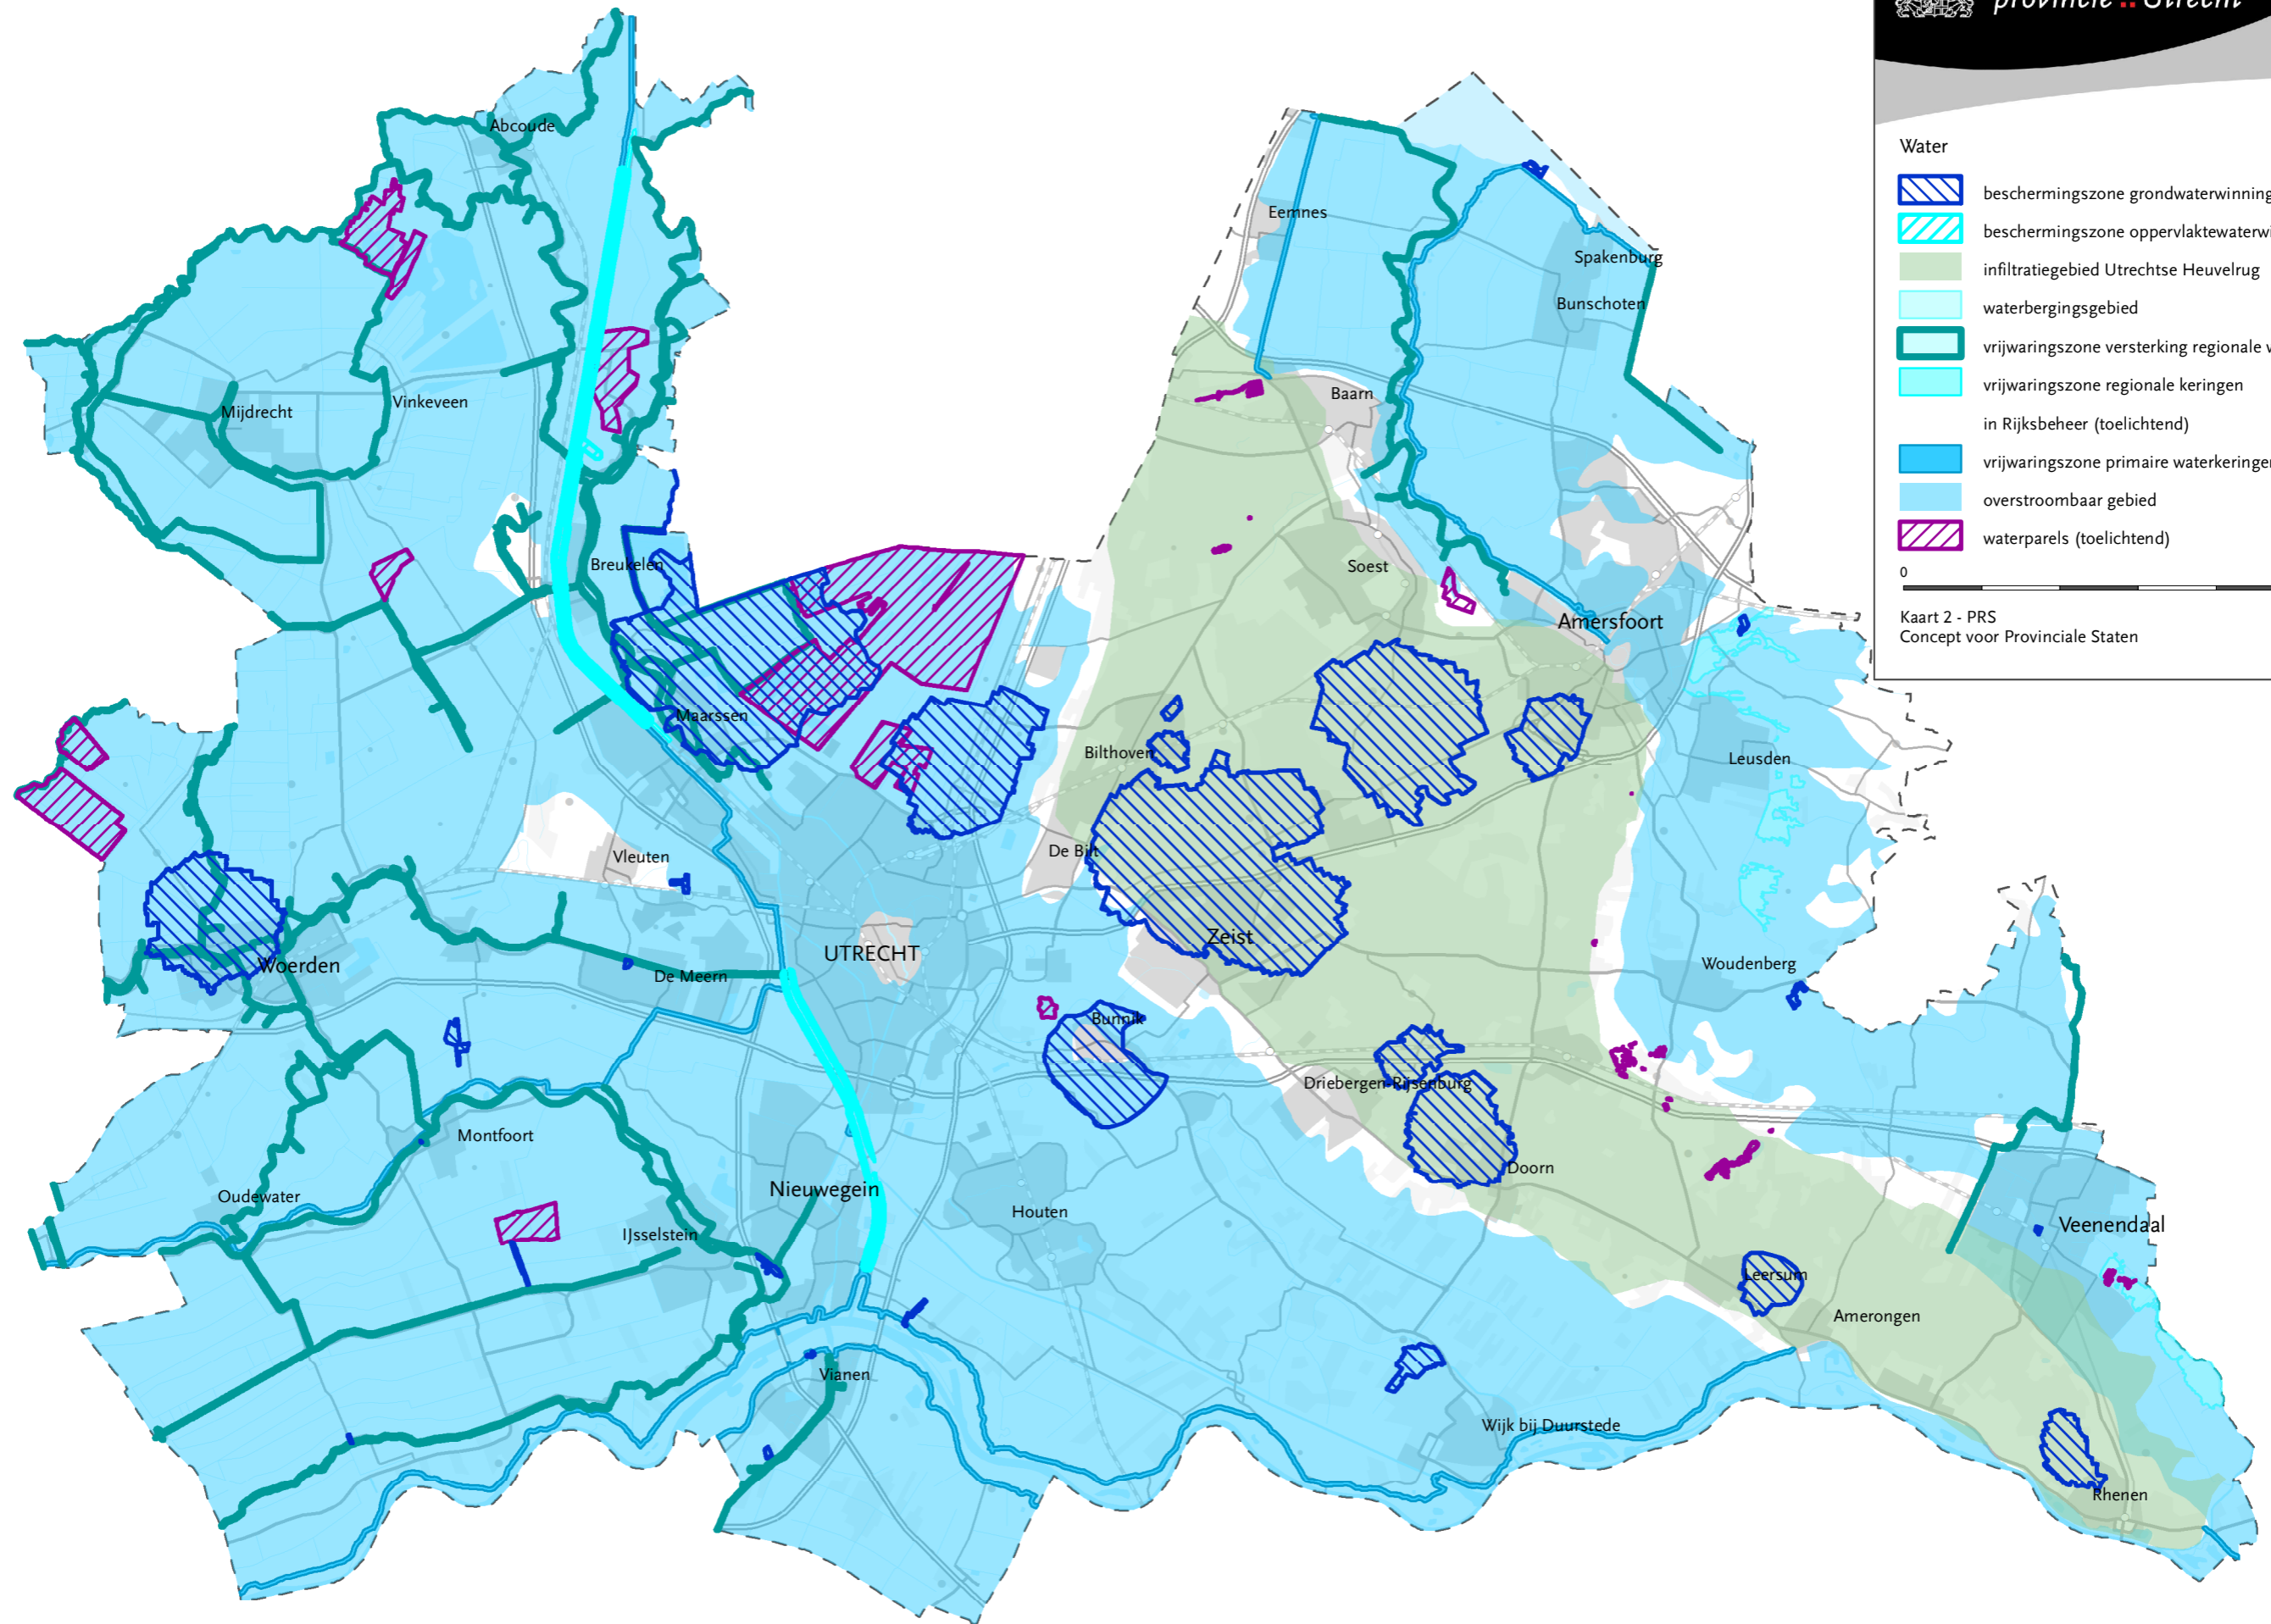 provincie :: Utrecht
Water
beschermingszone grondwaterwinning
beschermingszone oppervlaktewaterwi
infiltratiegebied Utrechtse Heuvelrug
waterbergingsgebied
vrijwaringszone versterking regionale w
vrijwaringszone regionale keringen
in Rijksbeheer (toelichtend)
vrijwaringszone primaire waterkeringen
overstroombaar gebied
waterparels (toelichtend)
0
Kaart 2 - PRS
Concept voor Provinciale Staten
Abcoude
Eemnes
Spakenburg
Bunschoten
Baarn
Vinkeveen
Mijdrecht
Breukelen
Soest
Amersfoort
Maarssen
Bilthoven
Leusden
De Bilt
Vleuten
Zeist
UTRECHT
Woerden
De Meern
Woudenberg
Bunnik
Driebergen-Rijsenburg
Montfoort
Doorn
Nieuwegein
Oudewater
Houten
Veenendaal
IJsselstein
Leersum
Amerongen
Vianen
Wijk bij Duurstede
Rhenen